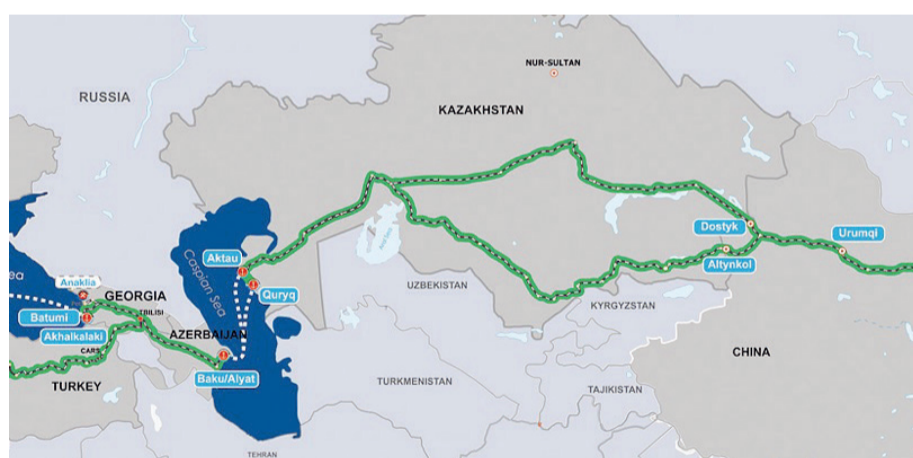 NUR-SULTAN
RUSSIA
KAZAKHSTAN
Dostyk
Urumqi
Aktau
Caspian Sea
Altynkol
Anaklia
Quryq
UZBEKISTAN
GEORGIA
KYRGYZSTAN
Batumi
TBILISI
Akhalkalaki
AZERBAIJAN
CARS
CHINA
Baku/Alyat
TURKMENISTAN
TURKEY
TAJIKISTAN
TEHRAN